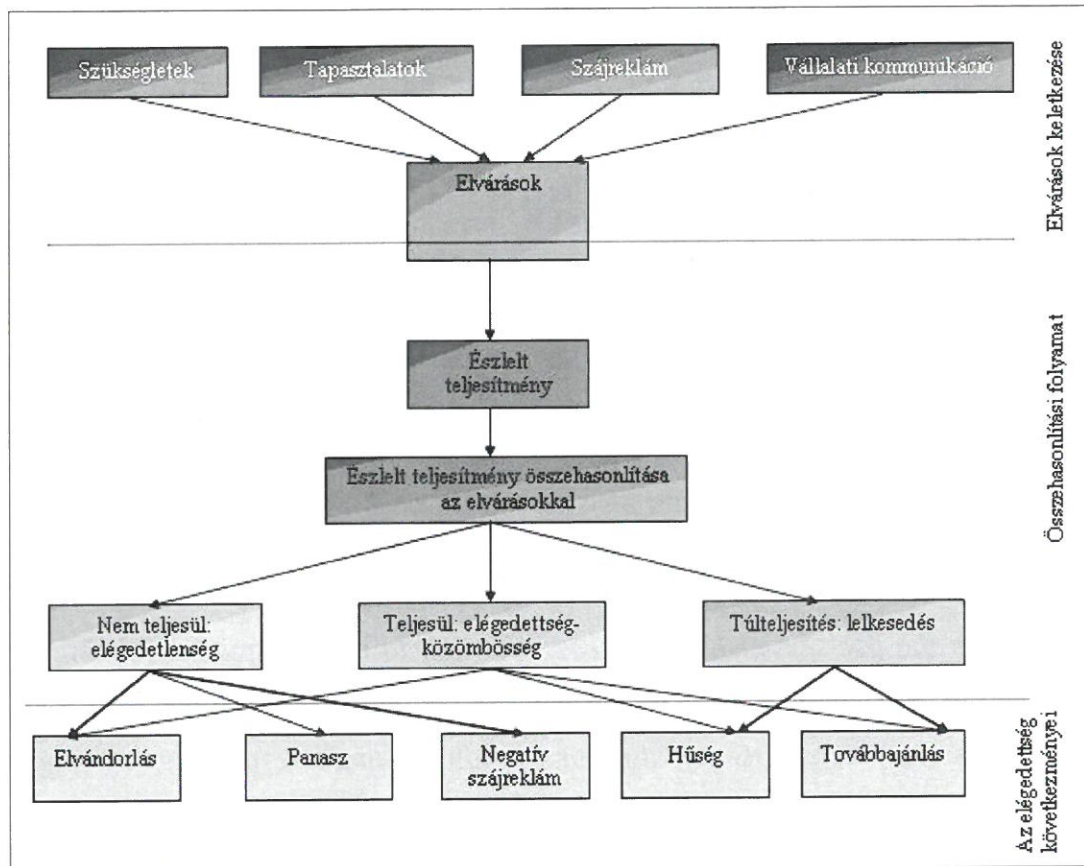 Szükségletek
Tapasztalatok
Szájreklám
Vállalati kommunikáció
Elvárások keletkezése
Elvárások
Észlelt
teljesítmény
Összehasonlítási folyamat
Észlelt teljesítmény összehasonlítása
az elvárásokkal
Nem teljesül:
elégedetlenség
Teljesül: elégedettség-
közömbösség
Túlteljesítés: lelkesedés
Elvándorlás
Panasz
Negatív
szájreklám
Hűség
Továbbajánlás
Az elégedettség
következményei